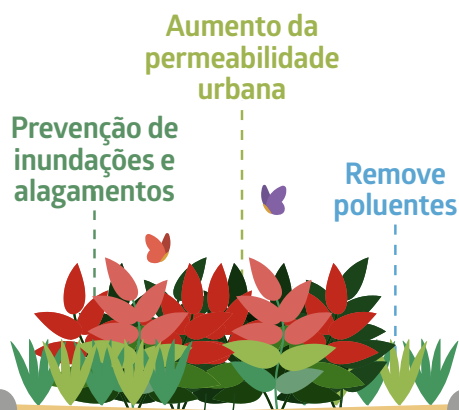 Aumento da
permeabilidade
urbana
Prevenção de
inundações e
alagamentos
Remove
poluentes